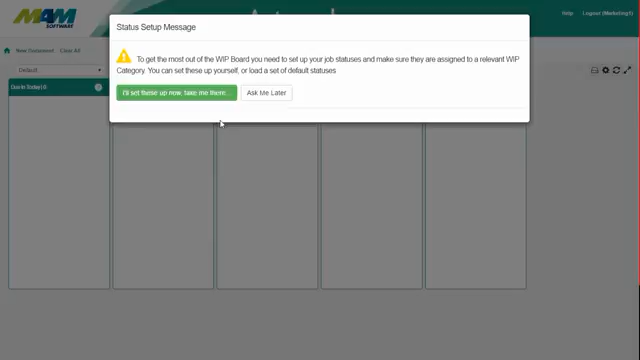 MAM
SOFTWARE
Help
Logout (Marketing1)
Status Setup Message
To get the most out of the WIP Board you need to set up your job statuses and make sure they are assigned to a relevant WIP
Category. You can set these up yourself, or load a set of default statuses
I'll set these up now, take me there...
Ask Me Later
New Document
Clear All
Default
Due in Today | 0